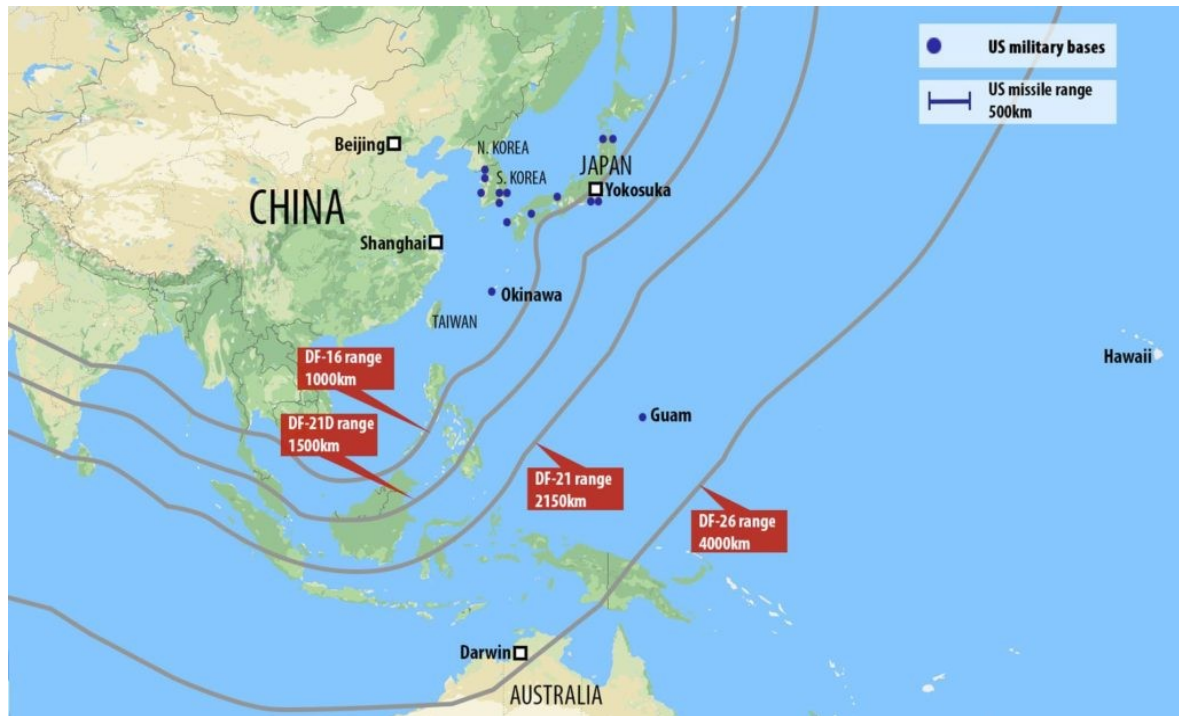 US military bases
US missile range
500km
Beijing
N. KOREA
JAPAN
S. KOREA
Yokosuka
CHINA
Shanghai
Okinawa
TAIWAN
DF-16 range
1000km
Hawaii
DF-21D range
1500km
Guam
DF-21 range
2150km
DF-26 range
4000km
Darwin
AUSTRALIA